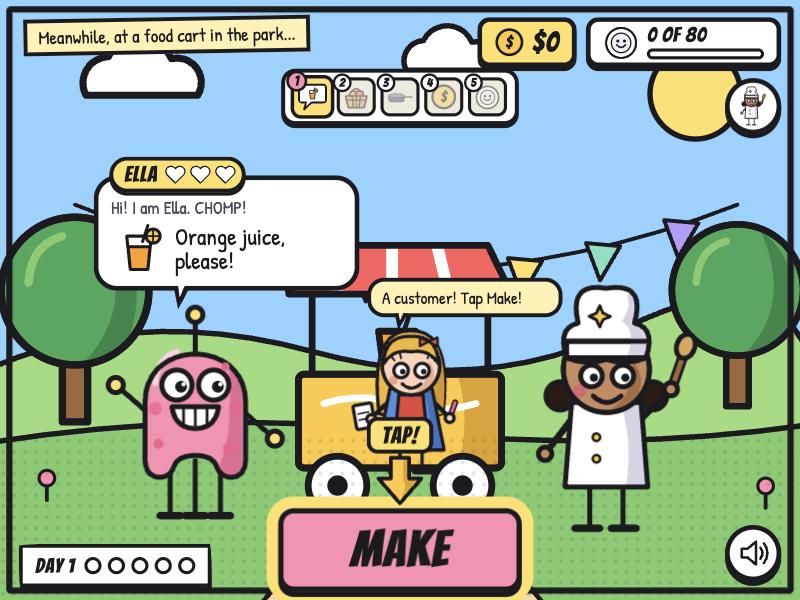 Meanwhile, at a food cart in the park...
$ $0
0 OF 80
1 2 3 4 5
$
ELLA
Hi! I am Ella. CHOMP!
Orange juice,
please!
A customer! Tap Make!
TAP!
MAKE
DAY 1